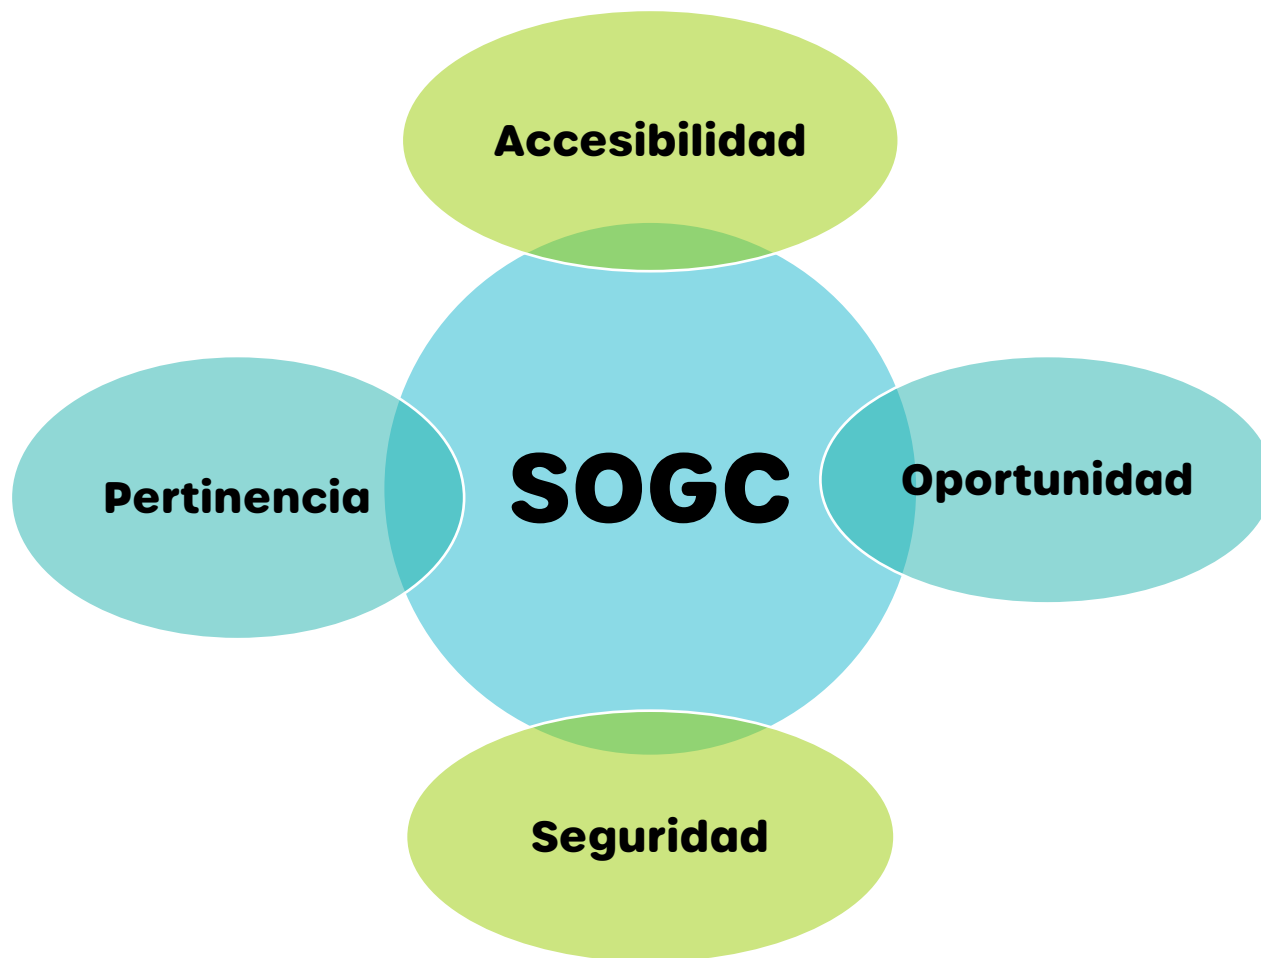 Accesibilidad
Pertinencia
SOGC
Oportunidad
Seguridad